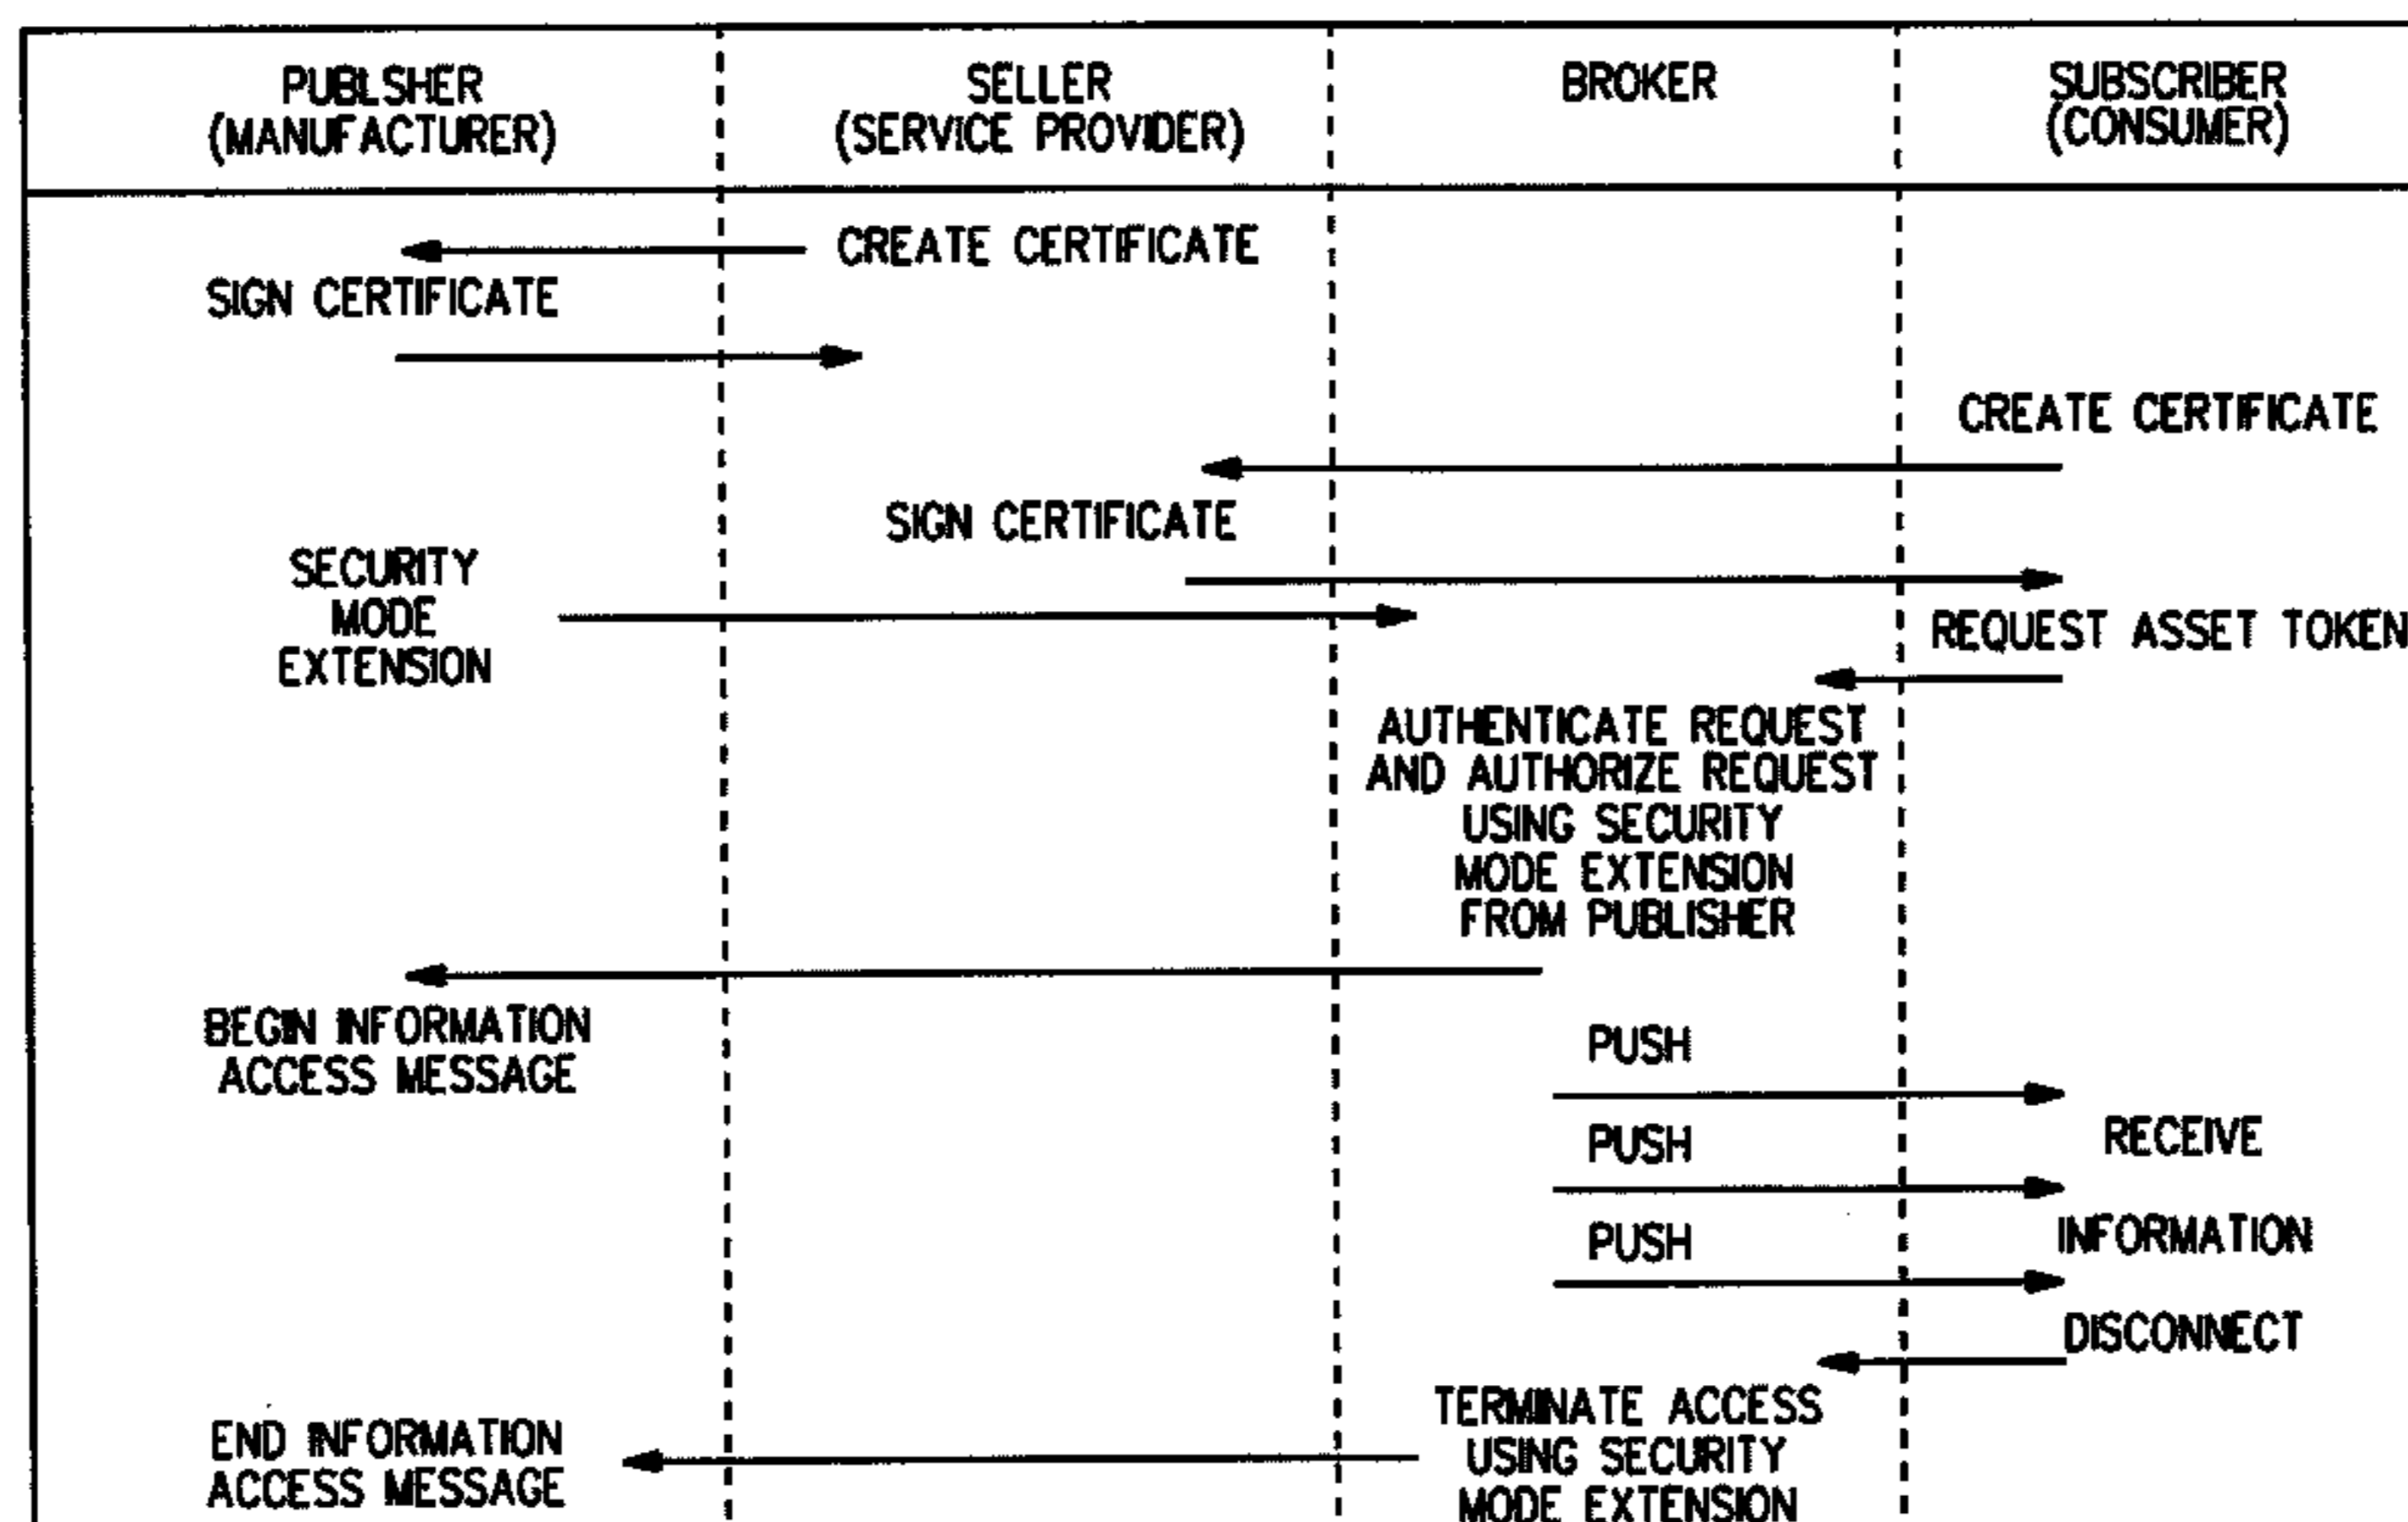 PUBLSHER
(MANUFACTURER)
SELLER
(SERVICE PROVIDER)
BROKER
SUBSCRIBER
(CONSUMER)
CREATE CERTIFICATE
SIGN CERTIFICATE
CREATE CERTIFICATE
SIGN CERTIFICATE
SECURITY
MODE
EXTENSION
REQUEST ASSET TOKEN
AUTHENTICATE REQUEST
AND AUTHORIZE REQUEST
USING SECURITY
MODE EXTENSION
FROM PUBLISHER
BEGIN INFORMATION
ACCESS MESSAGE
PUSH
PUSH
RECEIVE
PUSH
INFORMATION
DISCONNECT
TERMINATE ACCESS
USING SECURITY
MODE EXTENSION
END INFORMATION
ACCESS MESSAGE